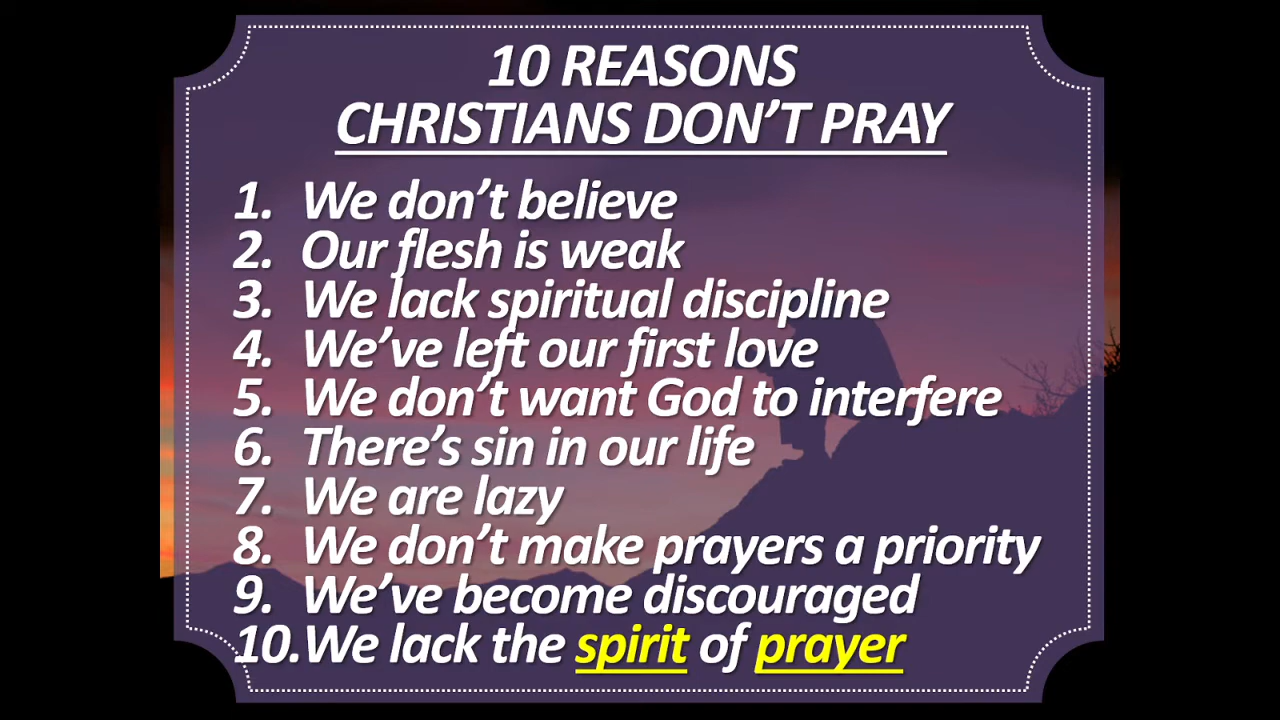 10 REASONS
CHRISTIANS DON'T PRAY
1. We don't believe
2. Our flesh is weak
3. We lack spiritual discipline
4. We've left our first love
5. We don't want God to interfere
6. There's sin in our life
7. We are lazy
8. We don't make prayers a priority
9. We've become discouraged
10. We lack the spirit of prayer